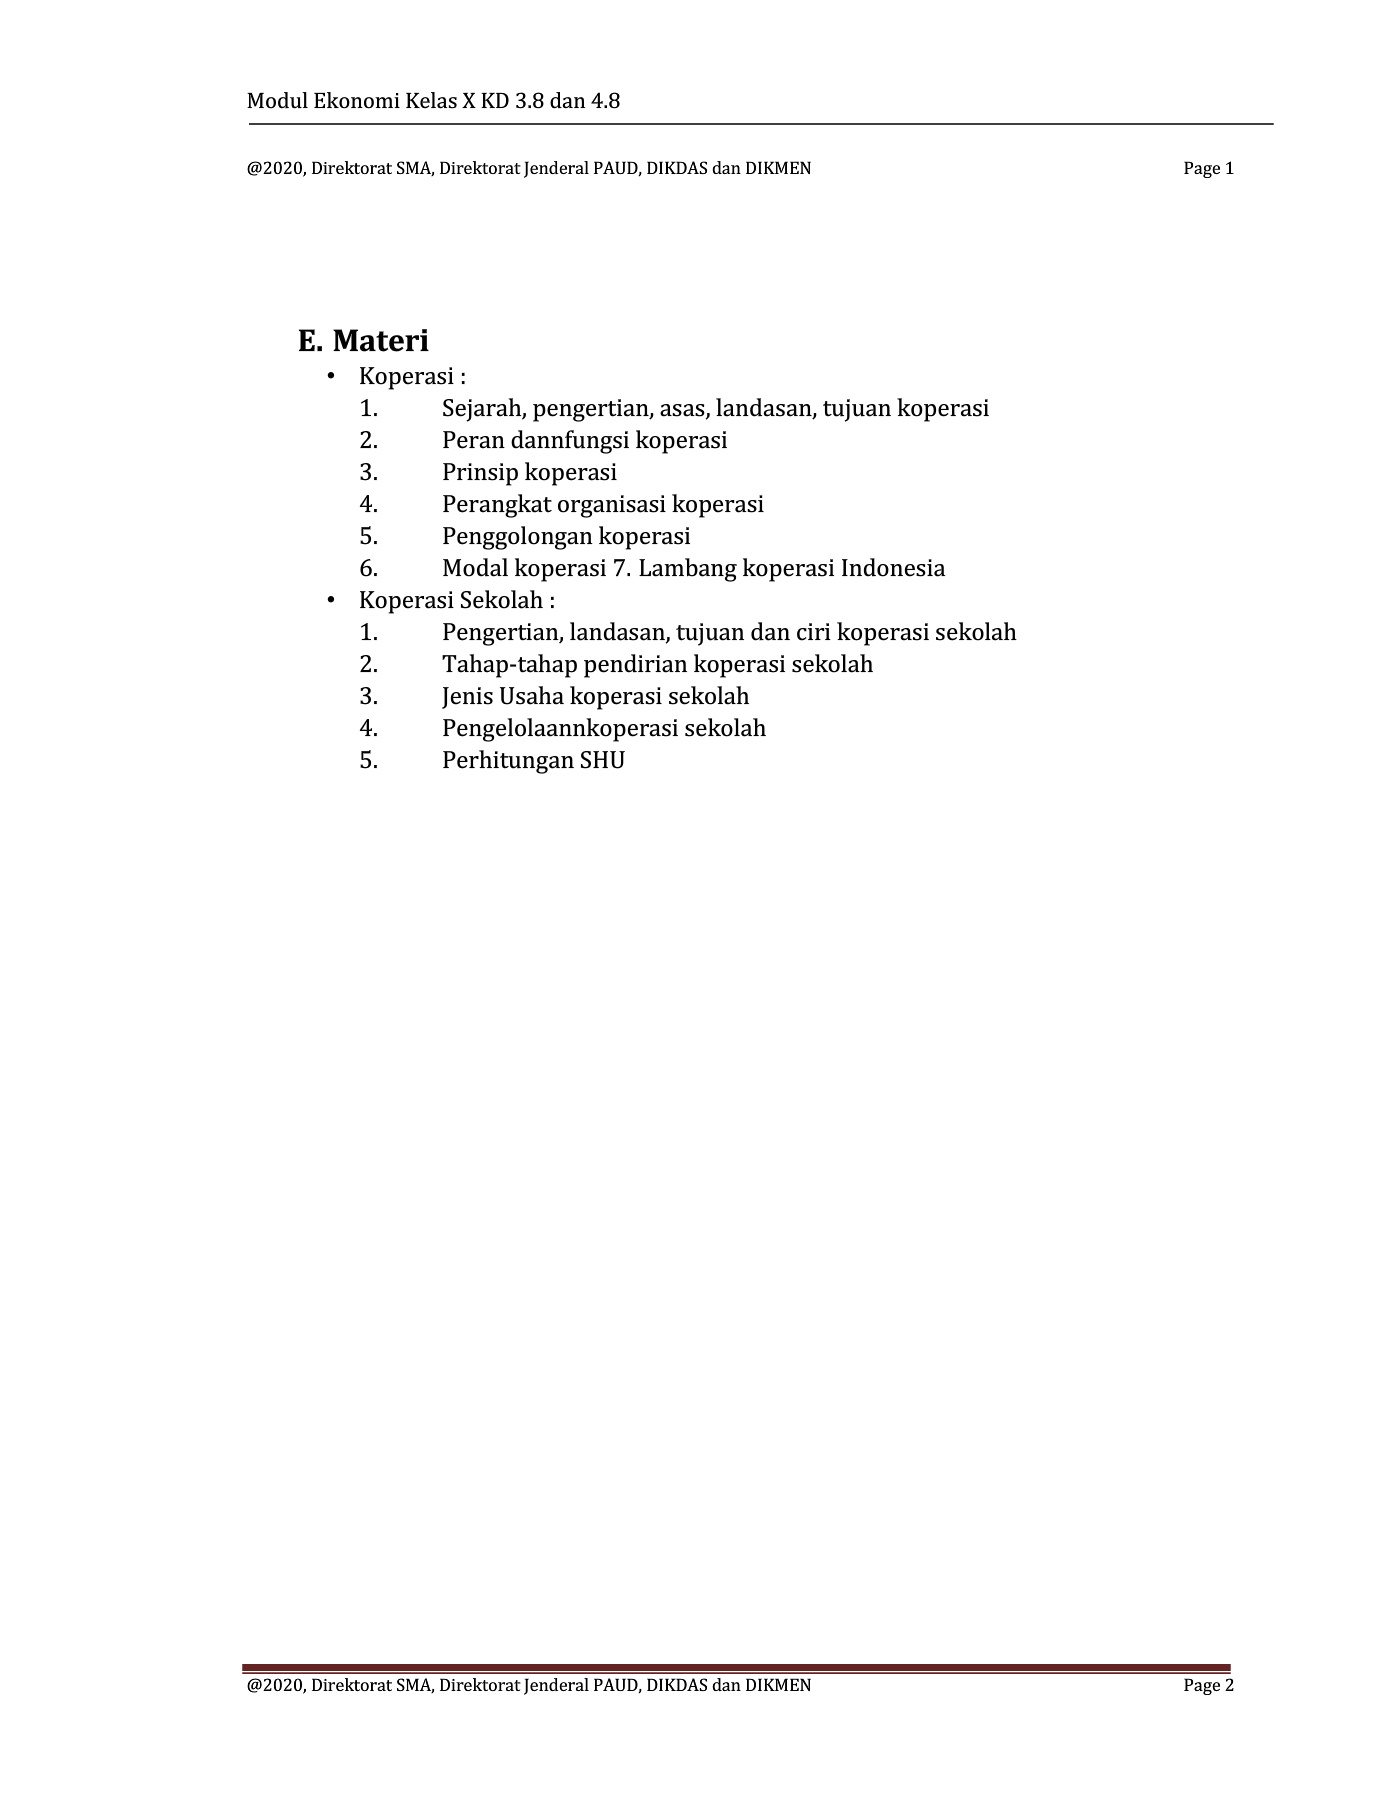 Modul Ekonomi Kelas X KD 3.8 dan 4.8
@2020, Direktorat SMA, Direktorat Jenderal PAUD, DIKDAS dan DIKMEN Page 1
E. Materi
• Koperasi :
1. Sejarah, pengertian, asas, landasan, tujuan koperasi
2. Peran dannfungsi koperasi
3. Prinsip koperasi
4. Perangkat organisasi koperasi
5. Penggolongan koperasi
6. Modal koperasi 7. Lambang koperasi Indonesia
• Koperasi Sekolah :
1. Pengertian, landasan, tujuan dan ciri koperasi sekolah
2. Tahap-tahap pendirian koperasi sekolah
3. Jenis Usaha koperasi sekolah
4. Pengelolaannkoperasi sekolah
5. Perhitungan SHU
@2020, Direktorat SMA, Direktorat Jenderal PAUD, DIKDAS dan DIKMEN Page 2